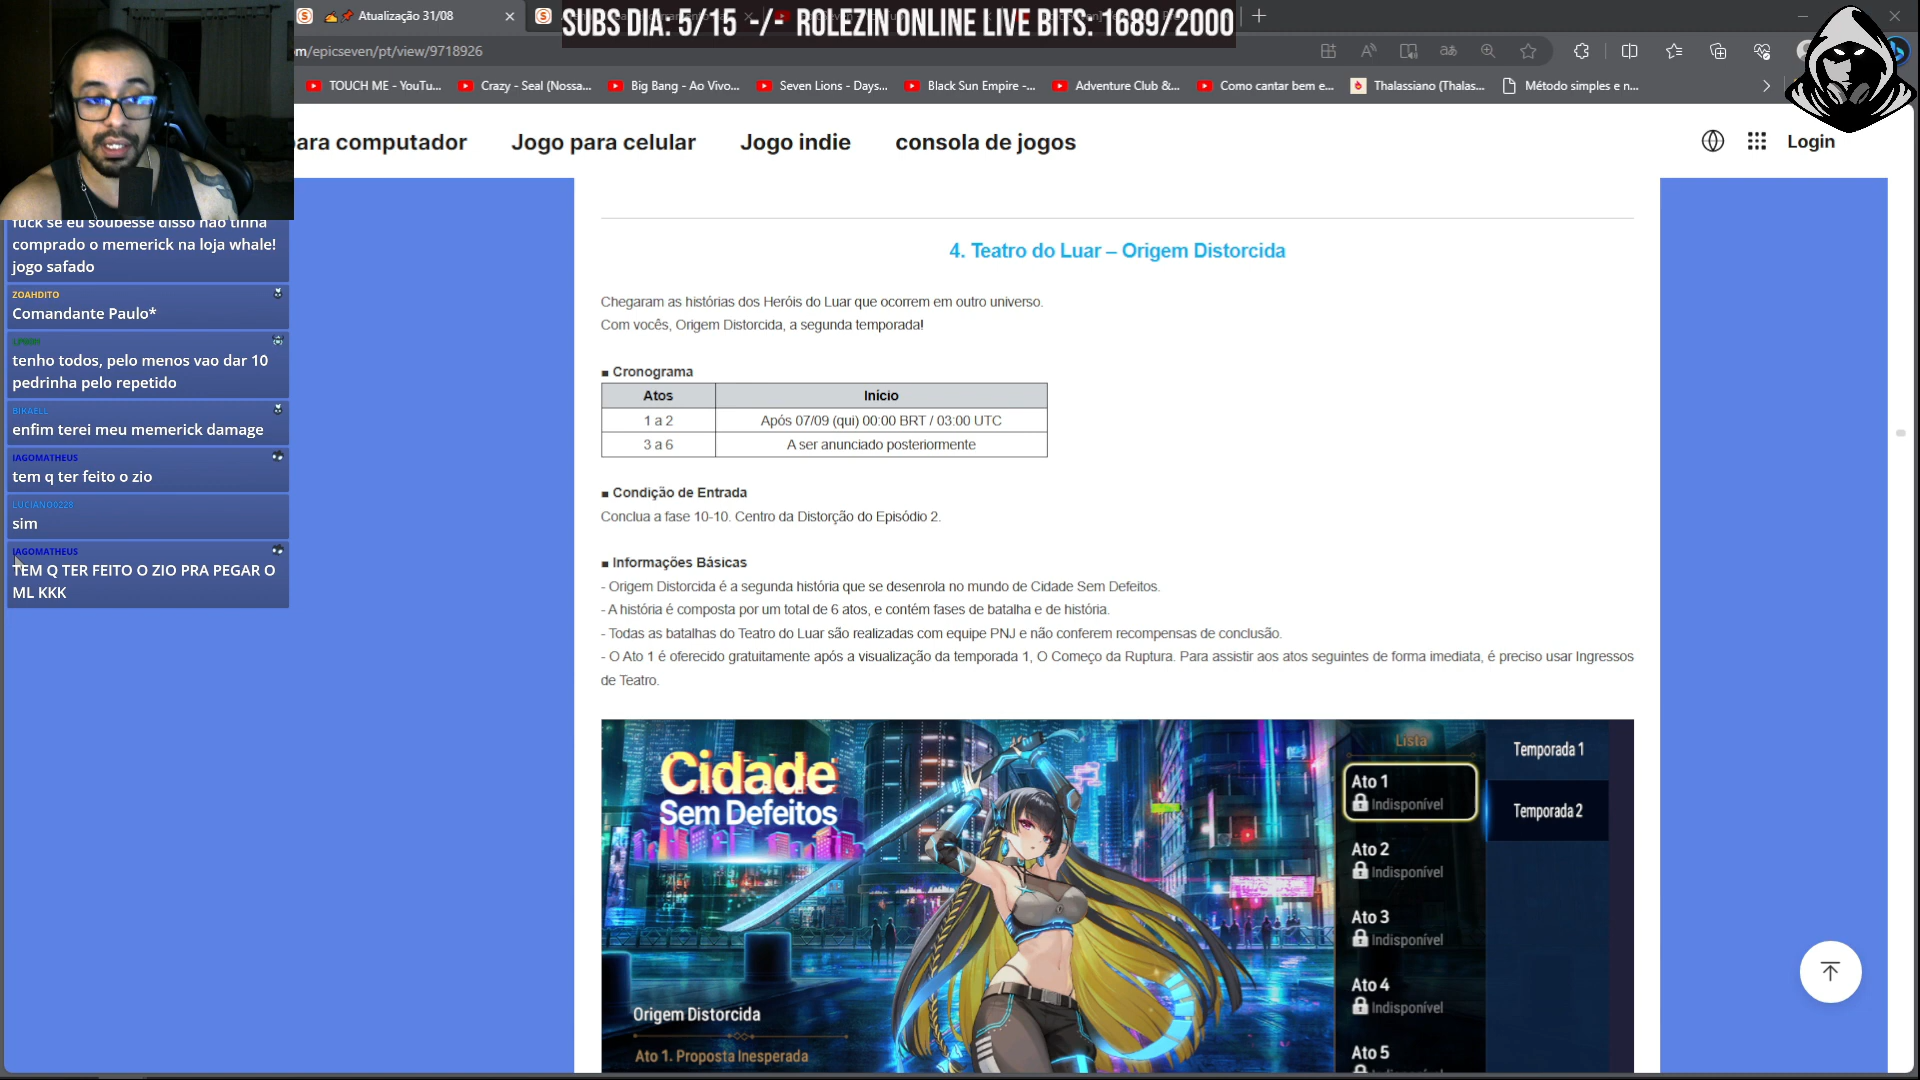 Atualização 31/08
SUBS DIA: 5/15 -/- ROLEZIN ONLINE LIVE BITS: 1689/2000
m/epicseven/pt/view/9718926
TOUCH ME - YouTu...
Crazy - Seal (Nossa...
Big Bang - Ao Vivo...
Seven Lions - Days...
Black Sun Empire -...
Adventure Club &...
Como cantar bem e...
Thalassiano (Thalas...
Método simples e n...
para computador
Jogo para celular
Jogo indie
consola de jogos
Login
fuck se eu soubesse disso não tinha
comprado o memerick na loja whale!
jogo safado
ZOAHDITO
Comandante Paulo*
tenho todos, pelo menos vao dar 10
pedrinha pelo repetido
BIKAELL
enfim terei meu memerick damage
IAGOMATHEUS
tem q ter feito o zio
LUCIANO0228
sim
IAGOMATHEUS
TEM Q TER FEITO O ZIO PRA PEGAR O
ML KKK
4. Teatro do Luar – Origem Distorcida
Chegaram as histórias dos Heróis do Luar que ocorrem em outro universo.
Com vocês, Origem Distorcida, a segunda temporada!
■ Cronograma
Atos Início
1 a 2 Após 07/09 (qui) 00:00 BRT / 03:00 UTC
3 a 6 A ser anunciado posteriormente
■ Condição de Entrada
Conclua a fase 10-10. Centro da Distorção do Episódio 2.
■ Informações Básicas
- Origem Distorcida é a segunda história que se desenrola no mundo de Cidade Sem Defeitos.
- A história é composta por um total de 6 atos, e contém fases de batalha e de história.
- Todas as batalhas do Teatro do Luar são realizadas com equipe PNJ e não conferem recompensas de conclusão.
- O Ato 1 é oferecido gratuitamente após a visualização da temporada 1, O Começo da Ruptura. Para assistir aos atos seguintes de forma imediata, é preciso usar Ingressos
de Teatro.
Cidade
Sem Defeitos
Origem Distorcida
Ato 1. Proposta Inesperada
Lista
Ato 1
Indisponível
Ato 2
Indisponível
Ato 3
Indisponível
Ato 4
Indisponível
Ato 5
Temporada 1
Temporada 2